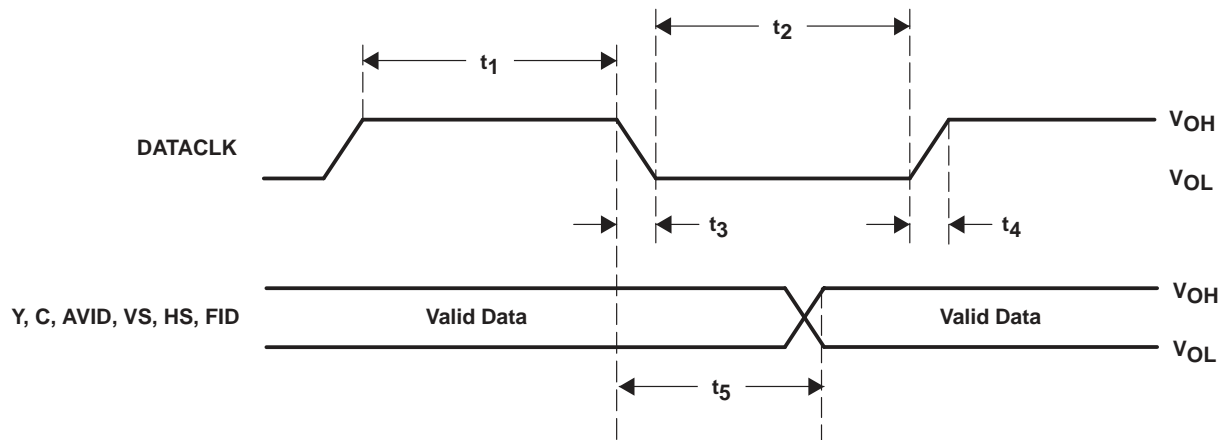 t2
t1
DATACLK
VOH
VOL
t3
t4
Y, C, AVID, VS, HS, FID
Valid Data
Valid Data
VOH
VOL
t5